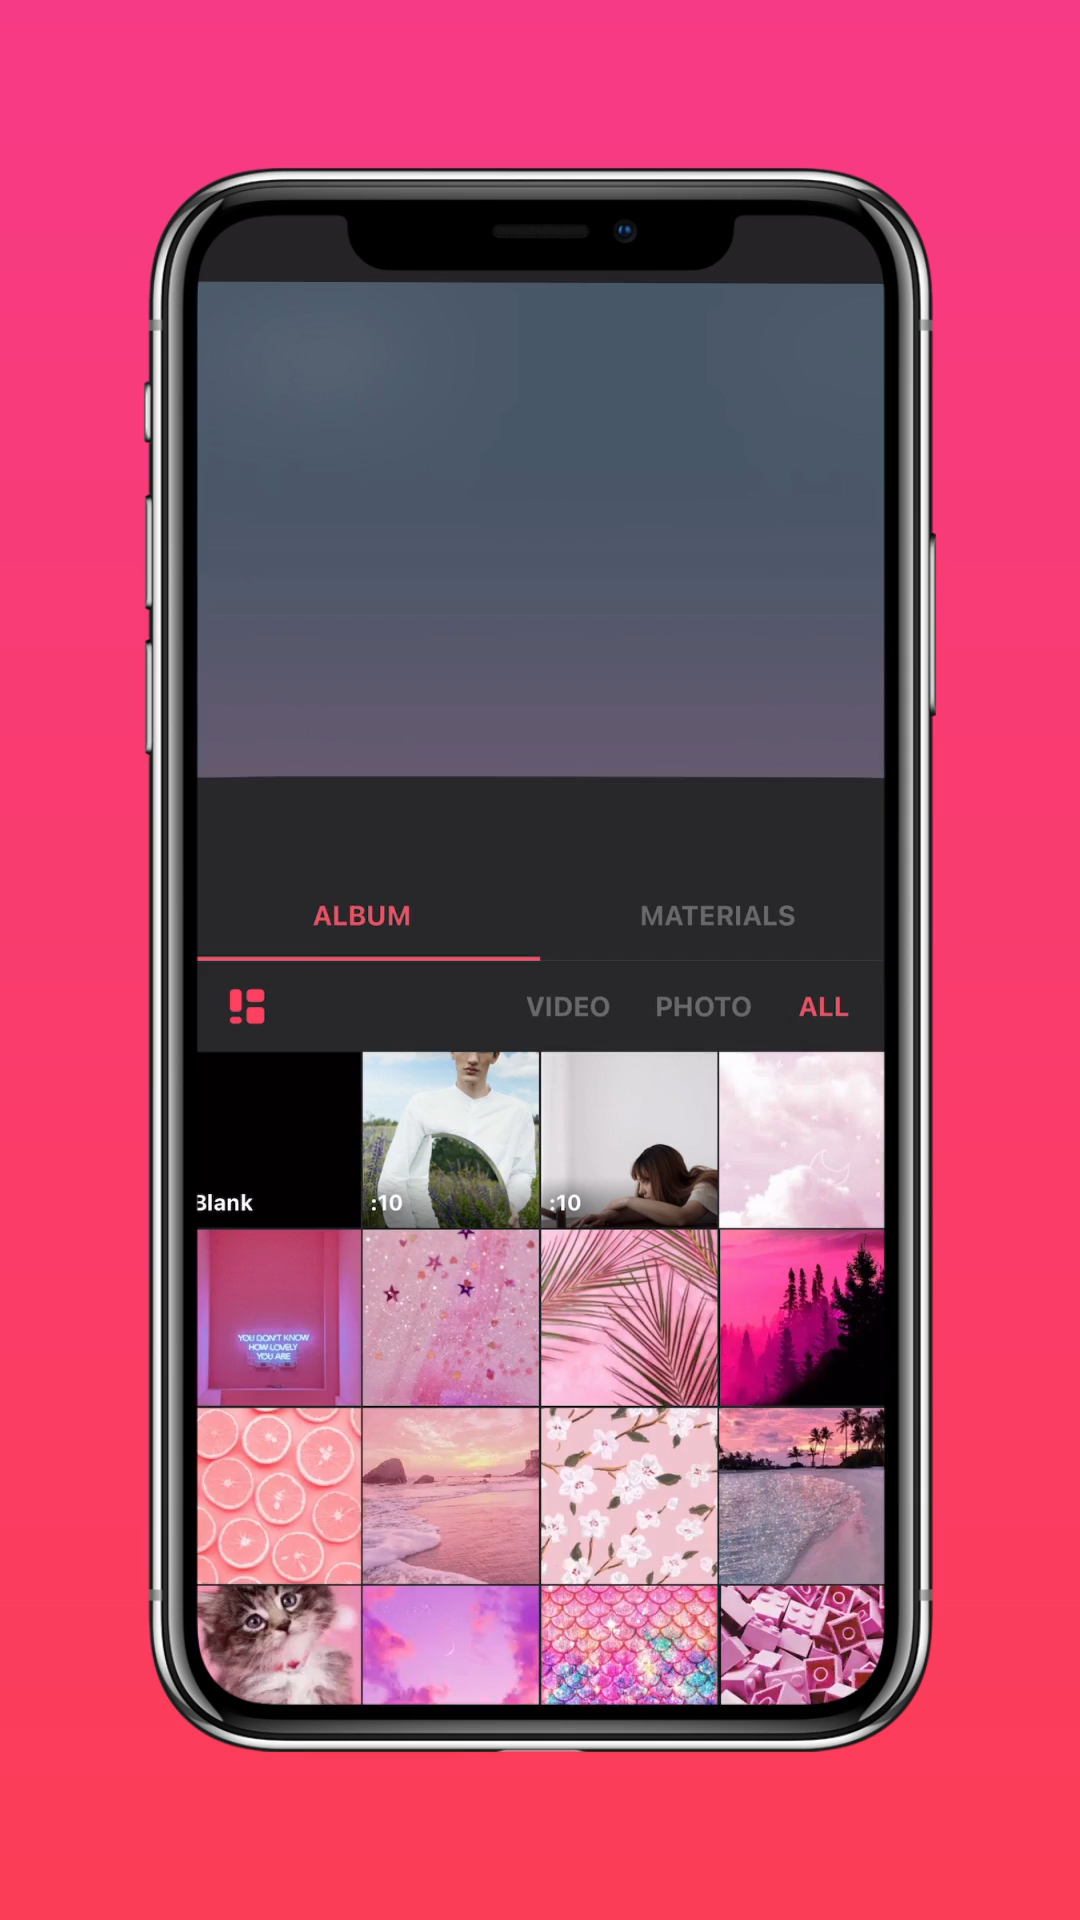 ALBUM
MATERIALS
VIDEO
PHOTO
ALL
Blank
:10
:10
YOU DON'T KNOW
HOW LOVELY
YOU ARE